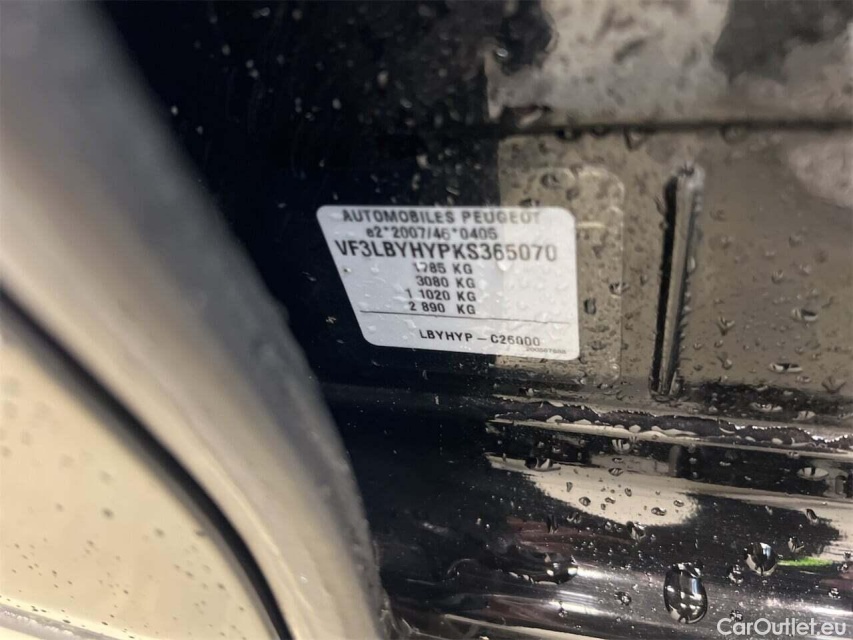 AUTOMOBILES PEUGEOT
e2*2007/46*0405
VF3LBYHYPKS365070
1785 KG
3080 KG
1 1020 KG
2 890 KG
LBYHYP - C26000
CarOutlet.eu